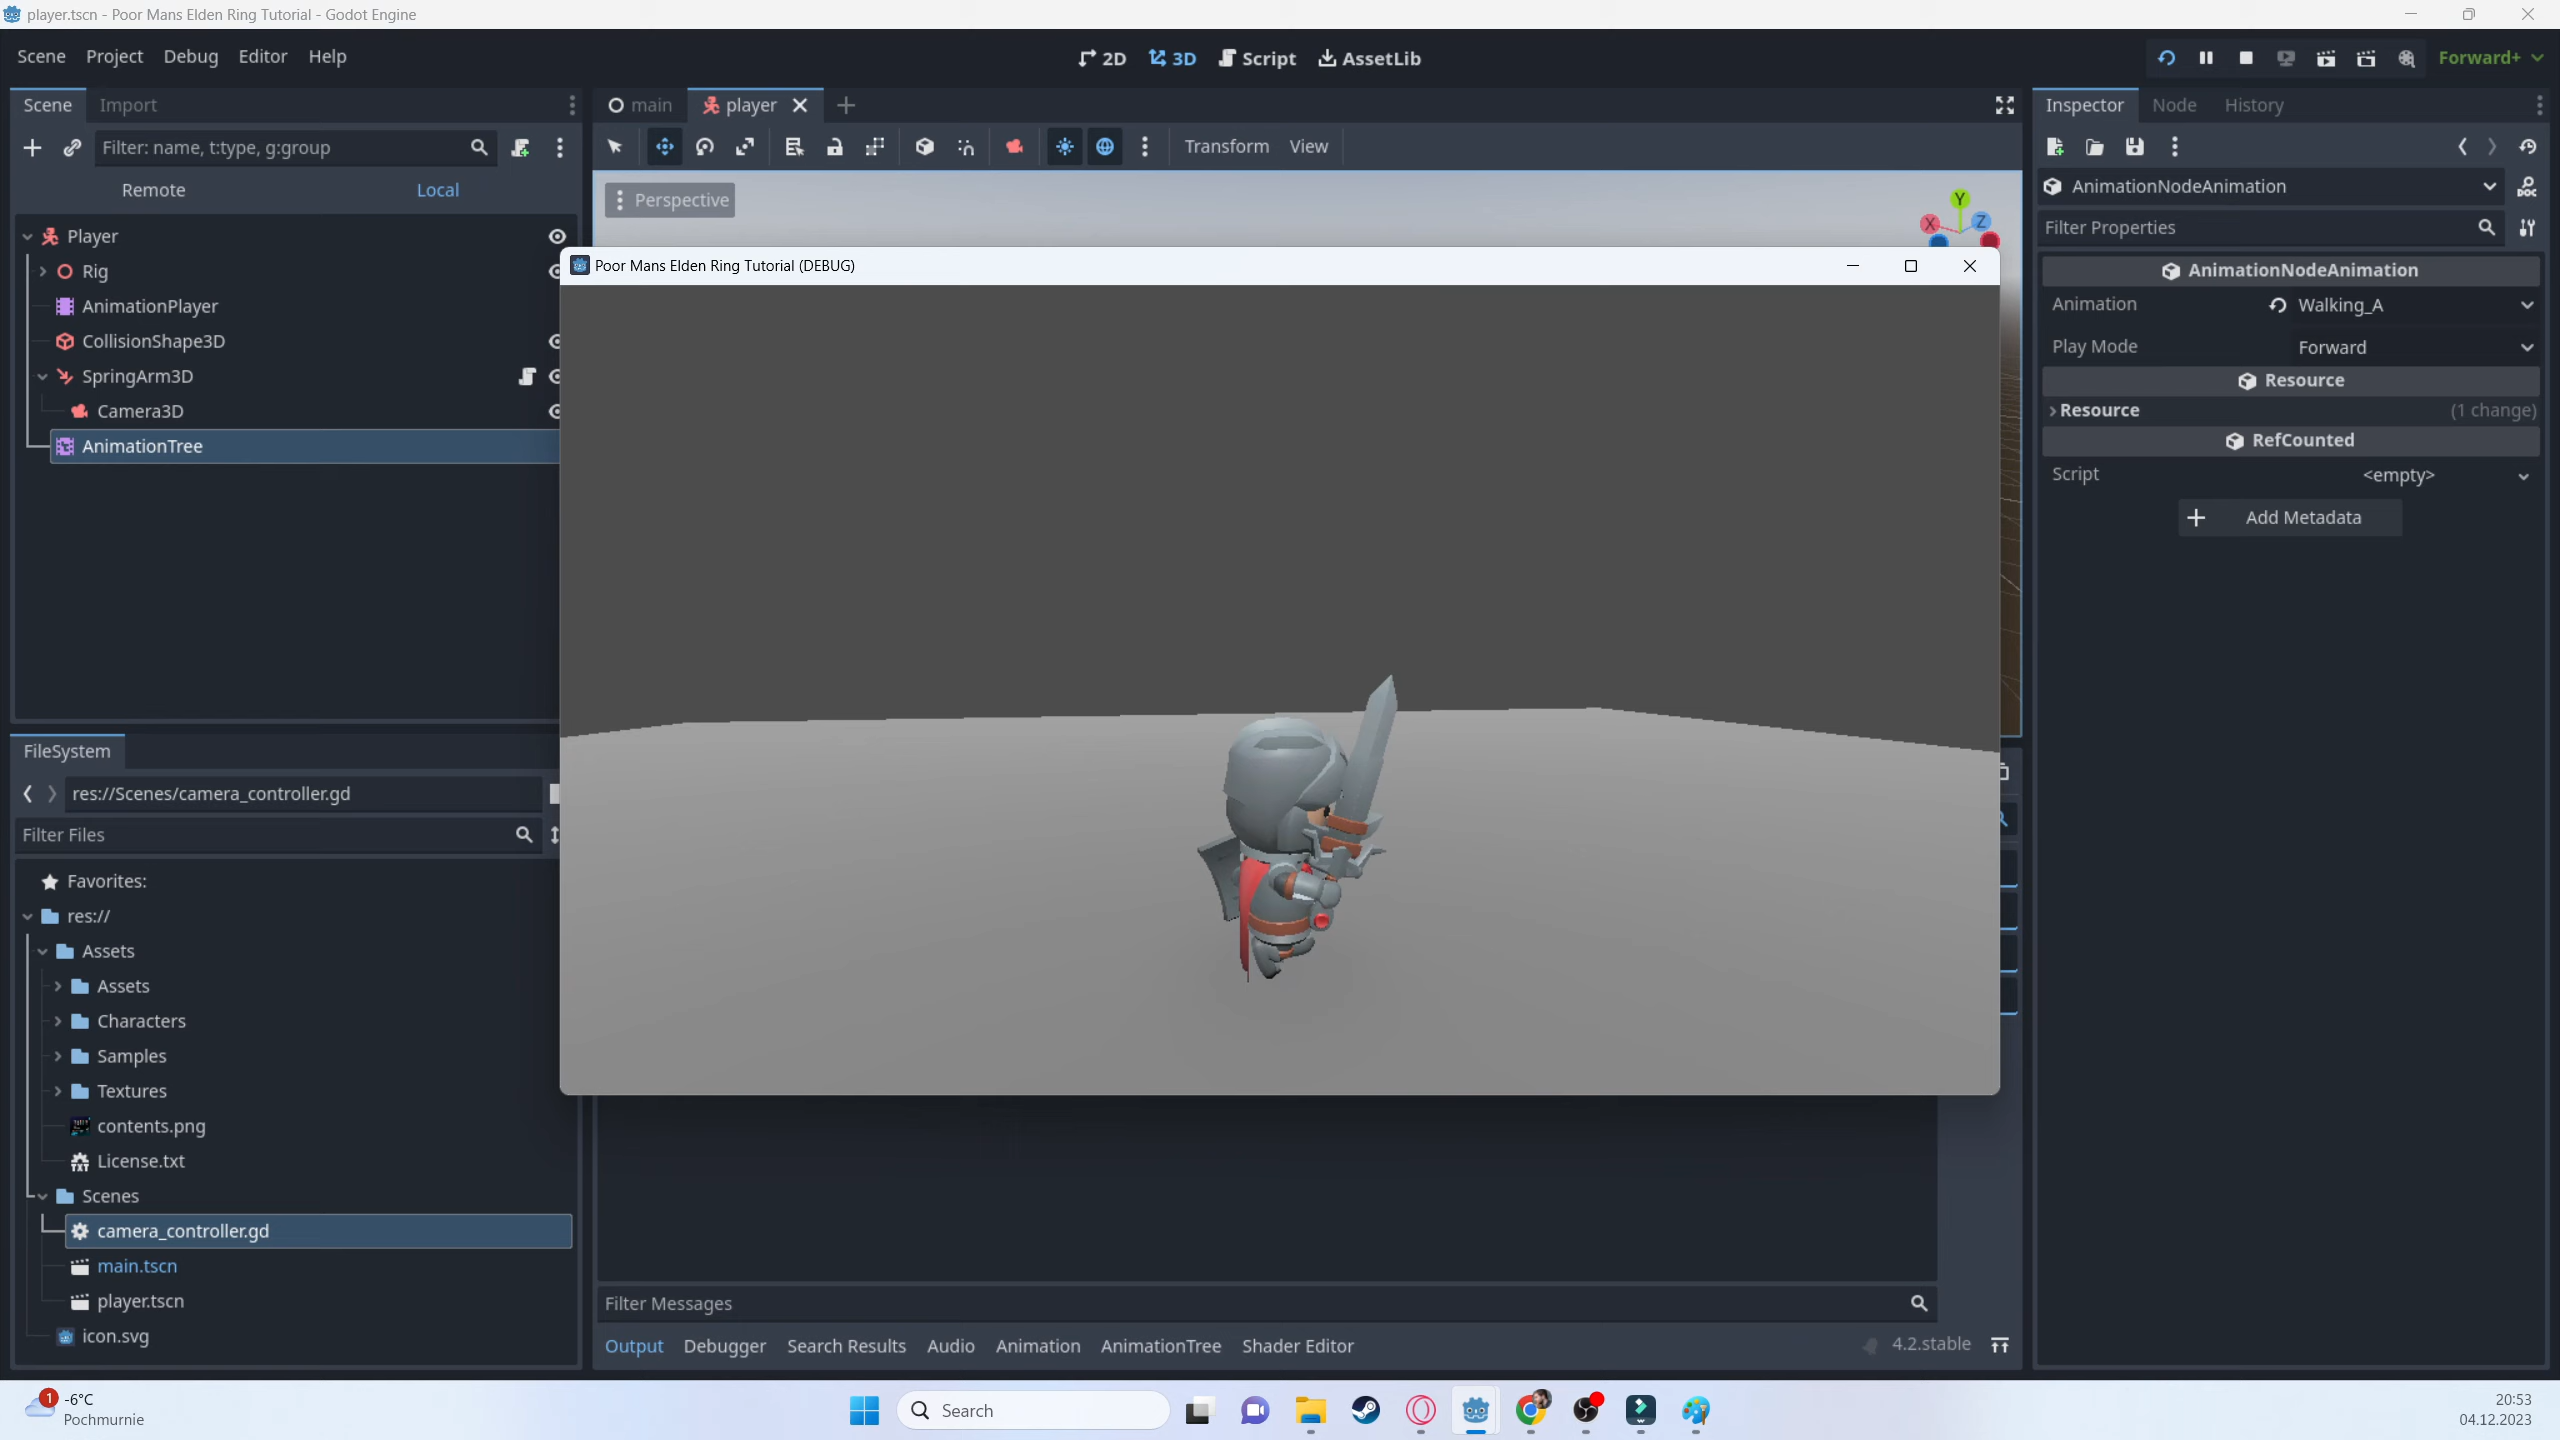 player.tscn - Poor Mans Elden Ring Tutorial - Godot Engine
Scene Project Debug Editor Help
2D 3D Script AssetLib
Forward+
Scene Import
main player
Inspector Node History
Filter: name, t:type, g:group
Transform View
Remote Local
Perspective
Y
X
Z
AnimationNodeAnimation
DOC
Filter Properties
Player
Rig
AnimationPlayer
CollisionShape3D
SpringArm3D
Camera3D
AnimationTree
Poor Mans Elden Ring Tutorial (DEBUG)
AnimationNodeAnimation
Animation Walking_A
Play Mode Forward
Resource
Resource (1 change)
RefCounted
Script <empty>
Add Metadata
FileSystem
res://Scenes/camera_controller.gd
Filter Files
Favorites:
res://
Assets
Assets
Characters
Samples
Textures
contents.png
License.txt
Scenes
camera_controller.gd
main.tscn
player.tscn
icon.svg
Filter Messages
Output Debugger Search Results Audio Animation AnimationTree Shader Editor
4.2.stable
1
-6°C
Pochmurnie
Search
20:53
04.12.2023